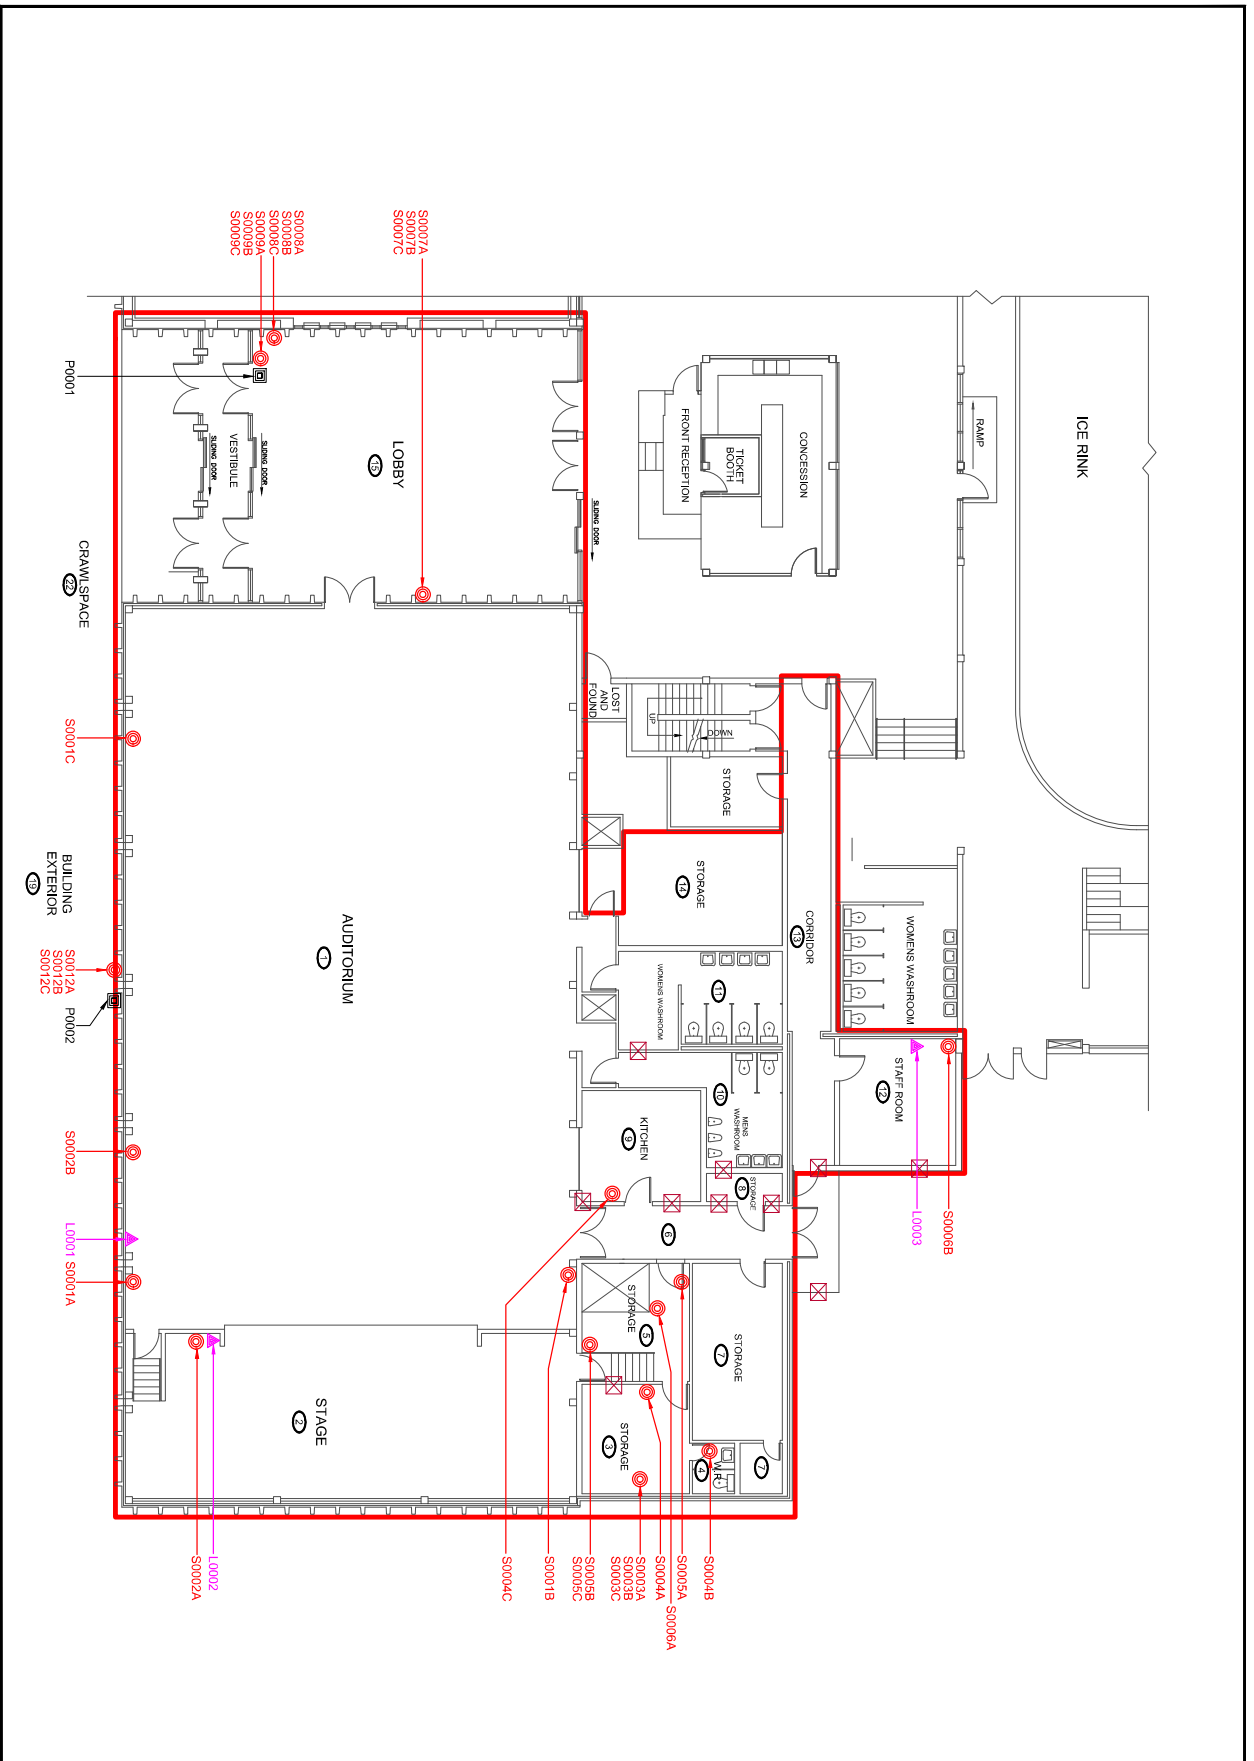 ICE RINK
RAMP
CONCESSION
TICKET
BOOTH
FRONT RECEPTION
SLIDING DOOR
S0007A
S0007B
S0007C
S0008A
S0008B
S0008C
S0009A
S0009B
S0009C
P0001
LOBBY
15
SLIDING DOOR
VESTIBULE
SLIDING DOOR
CRAWLSPACE
22
LOST
AND
FOUND
UP
DOWN
STORAGE
STORAGE
14
CORRIDOR
13
WOMENS WASHROOM
WOMENS WASHROOM
11
STAFF ROOM
12
L0003
S0006B
MENS
WASHROOM
10
KITCHEN
9
STORAGE
8
6
AUDITORIUM
1
S0001C
BUILDING
EXTERIOR
19
S0012A
S0012B
S0012C
P0002
S0002B
L0001
S0001A
STORAGE
5
STORAGE
7
STORAGE
3
W.R
4
7
STAGE
2
S0004B
S0005A
S0006A
S0004A
S0003A
S0003B
S0003C
S0005B
S0005C
S0001B
S0004C
L0002
S0002A